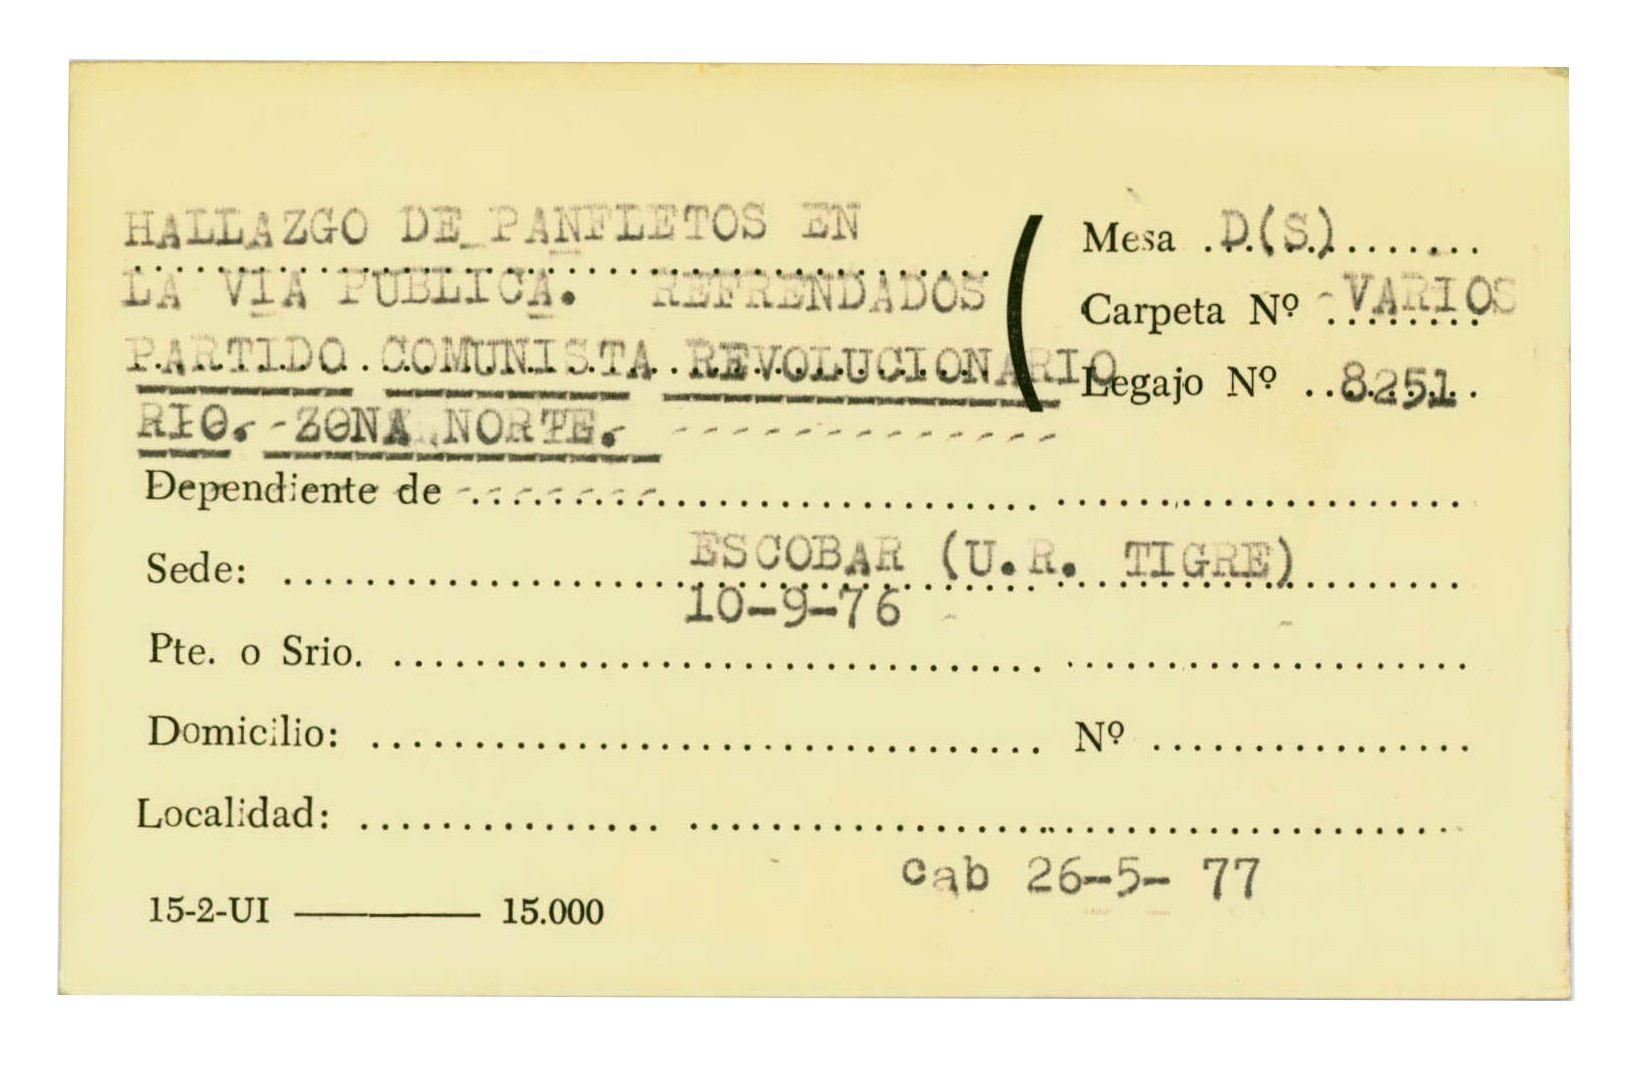 HALLAZGO DE PANFLETOS EN
LA VIA PUBLICA. REFRENDADOS
PARTIDO COMUNISTA REVOLUCIONARIO
RIO.- ZONA NORTE.-
Mesa D(S)
Carpeta Nº -VARIOS
Legajo Nº 8251
Dependiente de
Sede: ESCOBAR (U.R. TIGRE)
10-9-76
Pte. o Srio.
Domicilio: Nº
Localidad:
cab 26-5- 77
15-2-UI ——— 15.000